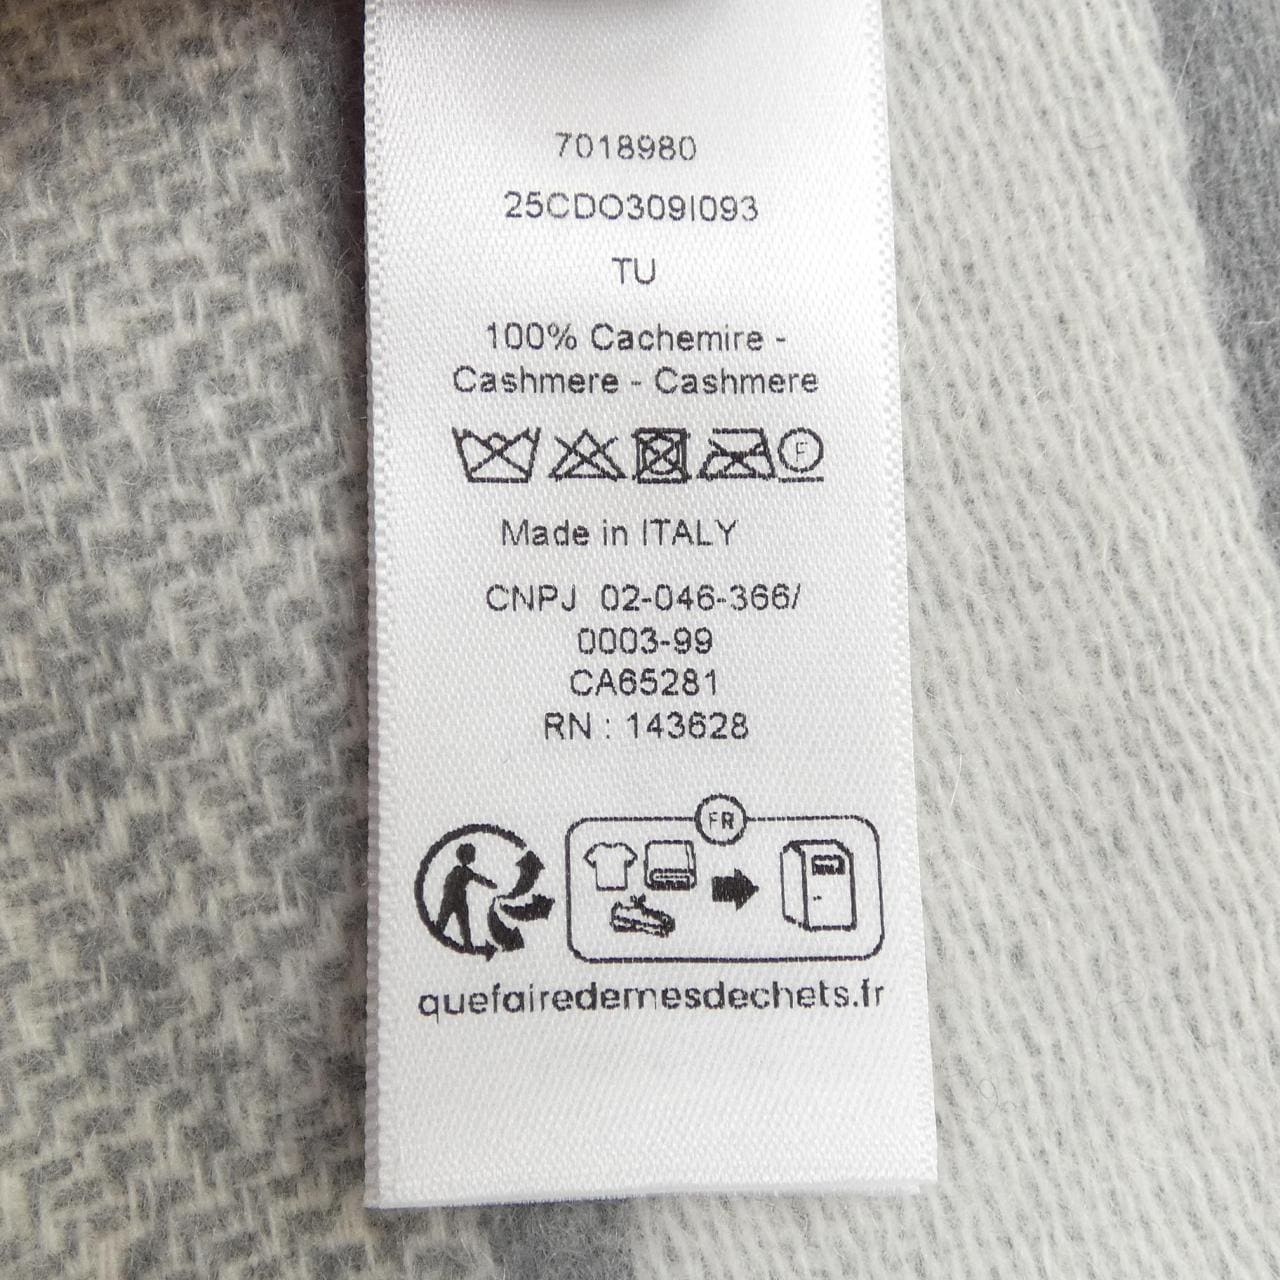 7018980
25CDO309I093
TU
100% Cachemire -
Cashmere - Cashmere
F
Made in ITALY
CNPJ 02-046-366/
0003-99
CA65281
RN : 143628
FR
quefairedemesdechets.fr